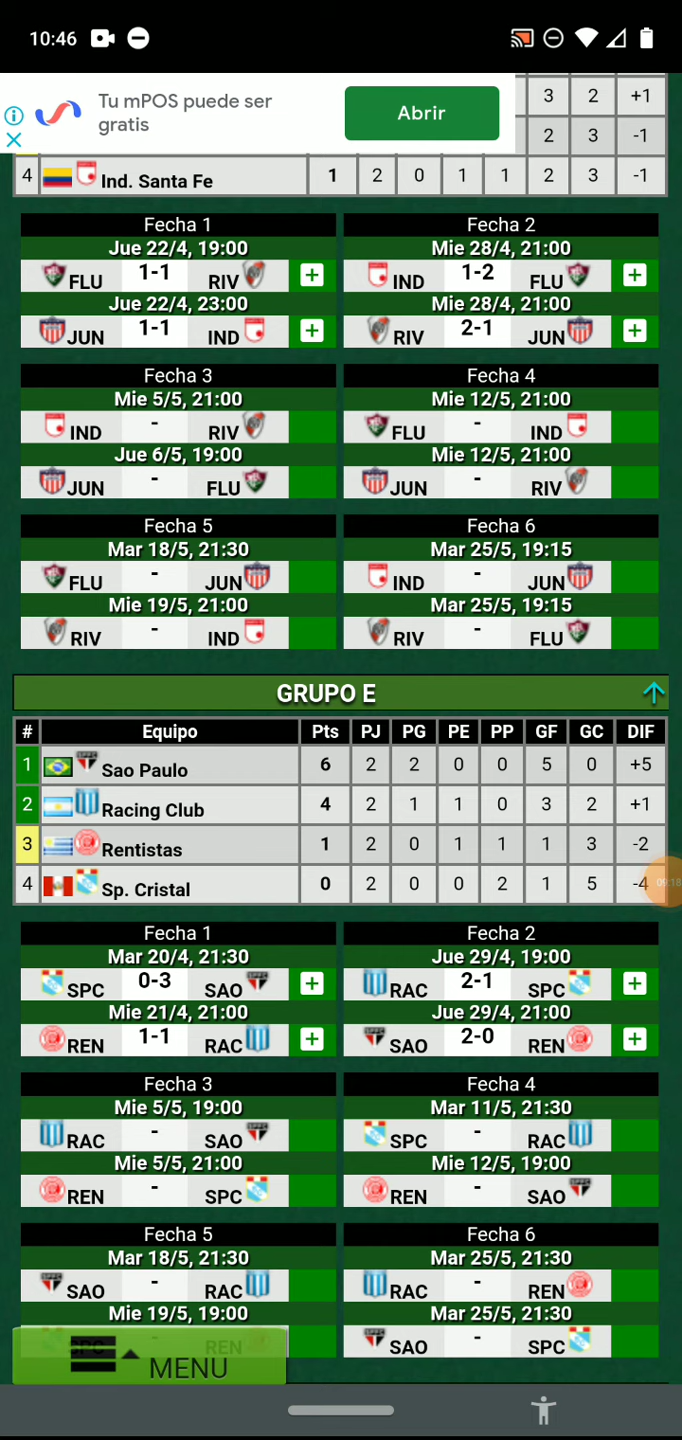 10:46
Tu mPOS puede ser gratis
Abrir
3 2 +1
2 3 -1
4 Ind. Santa Fe 1 2 0 1 1 2 3 -1
Fecha 1
Jue 22/4, 19:00
FLU 1-1 RIV +
Jue 22/4, 23:00
JUN 1-1 IND +
Fecha 2
Mie 28/4, 21:00
IND 1-2 FLU +
Mie 28/4, 21:00
RIV 2-1 JUN +
Fecha 3
Mie 5/5, 21:00
IND - RIV
Jue 6/5, 19:00
JUN - FLU
Fecha 4
Mie 12/5, 21:00
FLU - IND
Mie 12/5, 21:00
JUN - RIV
Fecha 5
Mar 18/5, 21:30
FLU - JUN
Mie 19/5, 21:00
RIV - IND
Fecha 6
Mar 25/5, 19:15
IND - JUN
Mar 25/5, 19:15
RIV - FLU
GRUPO E
# Equipo Pts PJ PG PE PP GF GC DIF
1 Sao Paulo 6 2 2 0 0 5 0 +5
2 Racing Club 4 2 1 1 0 3 2 +1
3 Rentistas 1 2 0 1 1 1 3 -2
4 Sp. Cristal 0 2 0 0 2 1 5 -4
09:18
Fecha 1
Mar 20/4, 21:30
SPC 0-3 SAO +
Mie 21/4, 21:00
REN 1-1 RAC +
Fecha 2
Jue 29/4, 19:00
RAC 2-1 SPC +
Jue 29/4, 21:00
SAO 2-0 REN +
Fecha 3
Mie 5/5, 19:00
RAC - SAO
Mie 5/5, 21:00
REN - SPC
Fecha 4
Mar 11/5, 21:30
SPC - RAC
Mie 12/5, 19:00
REN - SAO
Fecha 5
Mar 18/5, 21:30
SAO - RAC
Mie 19/5, 19:00
SPC - REN
Fecha 6
Mar 25/5, 21:30
RAC - REN
Mar 25/5, 21:30
SAO - SPC
MENU